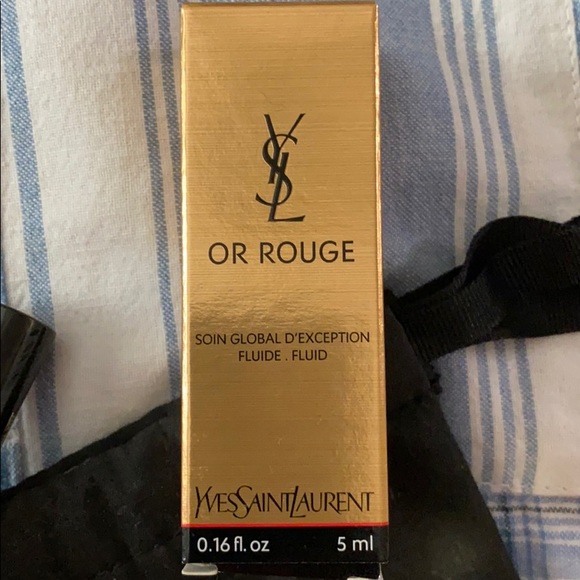 YSL
OR ROUGE
SOIN GLOBAL D'EXCEPTION
FLUIDE . FLUID
YVESSAINTLAURENT
0.16 fl. oz 5 ml